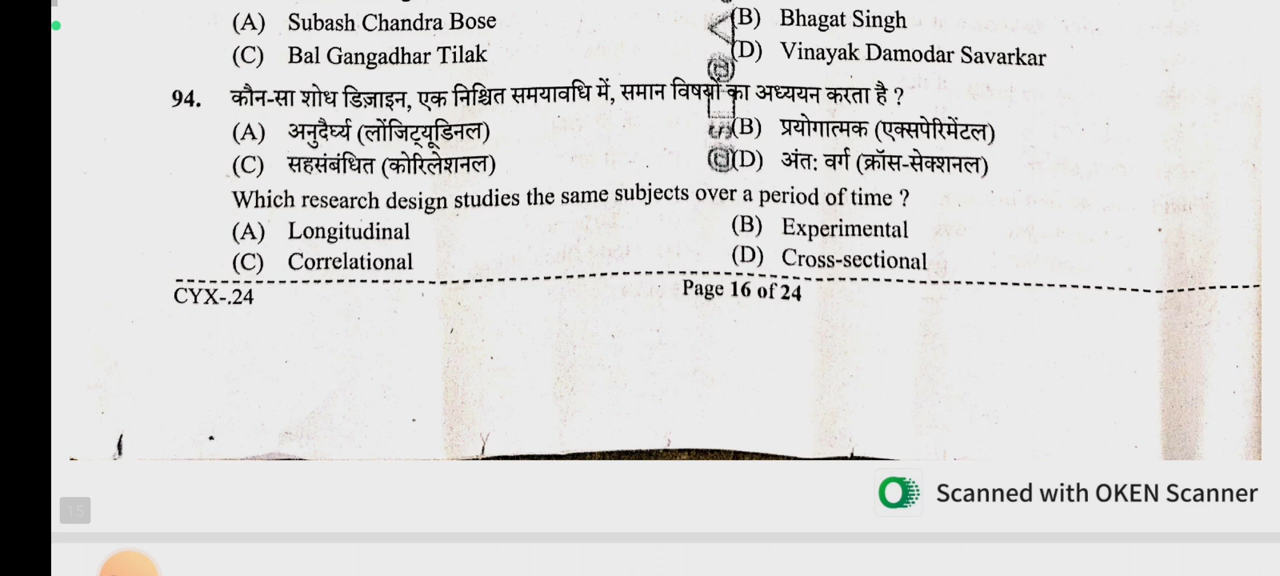 (A) Subash Chandra Bose (B) Bhagat Singh
(C) Bal Gangadhar Tilak (D) Vinayak Damodar Savarkar
94. कौन-सा शोध डिज़ाइन, एक निश्चित समयावधि में, समान विषयों का अध्ययन करता है ?
(A) अनुदैर्घ्य (लोंजिट्यूडिनल) (B) प्रयोगात्मक (एक्सपेरिमेंटल)
(C) सहसंबंधित (कोरिलेशनल) (D) अंतः वर्ग (क्रॉस-सेक्शनल)
Which research design studies the same subjects over a period of time ?
(A) Longitudinal (B) Experimental
(C) Correlational (D) Cross-sectional
CYX-.24 Page 16 of 24
Scanned with OKEN Scanner
15